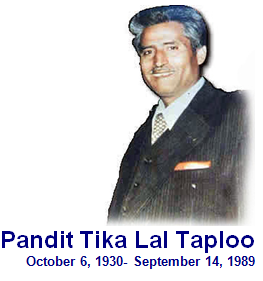 Pandit Tika Lal Taploo
October 6, 1930- September 14, 1989